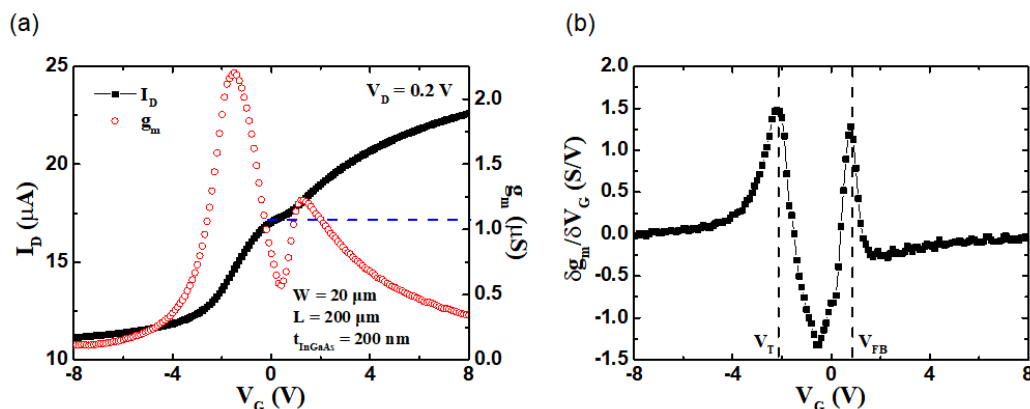 (a)
(b)
I_D
g_m
V_D = 0.2 V
W = 20 µm
L = 200 µm
t_InGaAs = 200 nm
25
20
15
10
2.0
1.5
1.0
0.5
0.0
I_D (µA)
g_m (µS)
-8 -4 0 4 8
V_G (V)
2.0
1.5
1.0
0.5
0.0
-0.5
-1.0
-1.5
δg_m/δV_G (S/V)
V_T
V_FB
-8 -4 0 4 8
V_G (V)